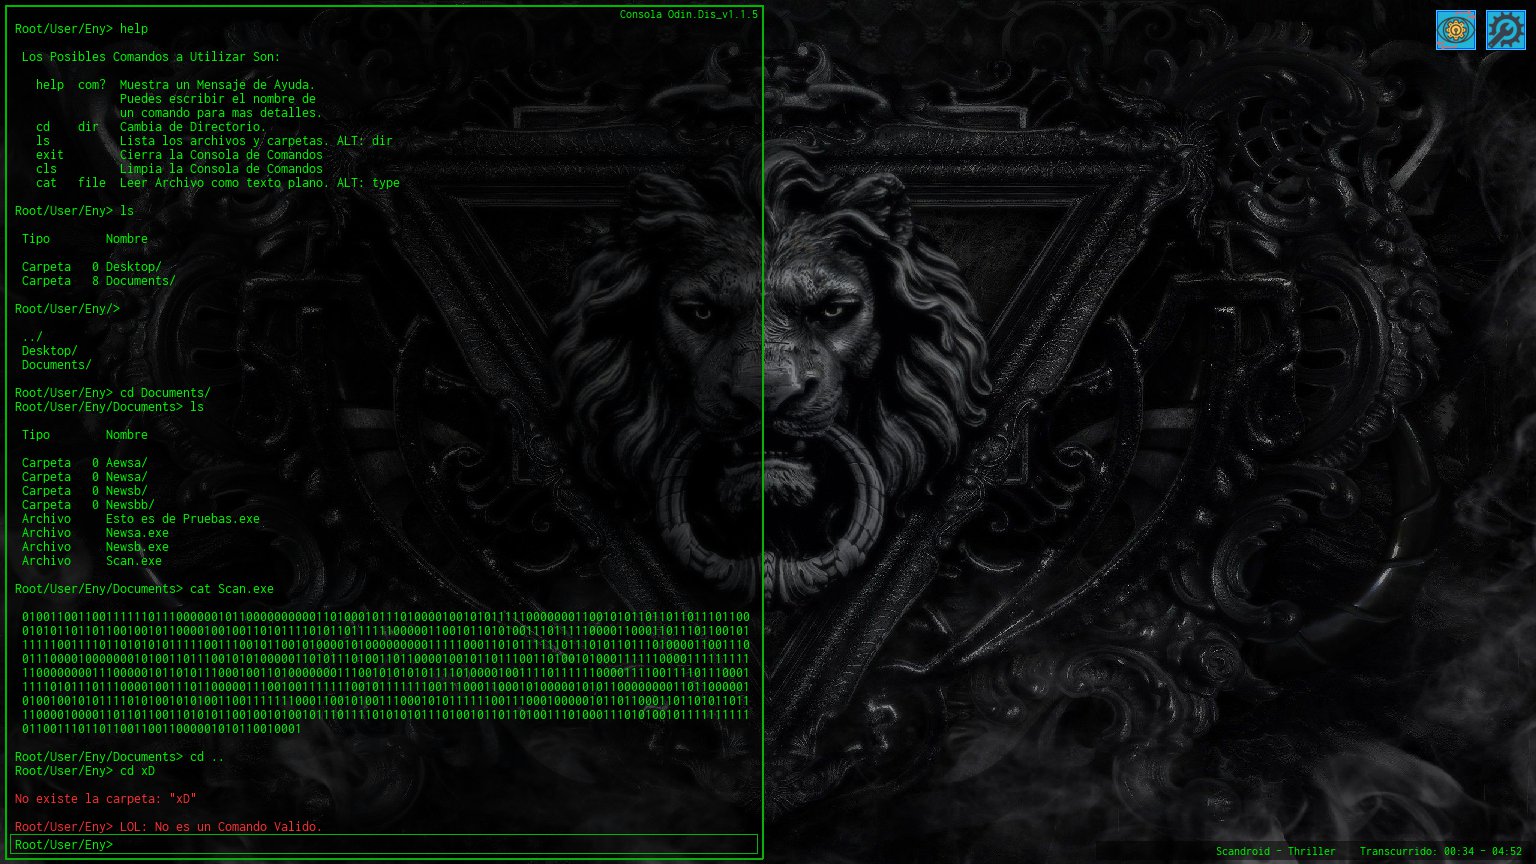 Consola Odin.Dis_v1.1.5
Root/User/Eny> help
Los Posibles Comandos a Utilizar Son:
help com? Muestra un Mensaje de Ayuda.
Puedes escribir el nombre de
un comando para mas detalles.
cd dir Cambia de Directorio.
ls Lista los archivos y carpetas. ALT: dir
exit Cierra la Consola de Comandos
cls Limpia la Consola de Comandos
cat file Leer Archivo como texto plano. ALT: type
Root/User/Eny> ls
Tipo Nombre
Carpeta 0 Desktop/
Carpeta 8 Documents/
Root/User/Eny/>
../
Desktop/
Documents/
Root/User/Eny> cd Documents/
Root/User/Eny/Documents> ls
Tipo Nombre
Carpeta 0 Aewsa/
Carpeta 0 Newsa/
Carpeta 0 Newsb/
Carpeta 0 Newsbb/
Archivo Esto es de Pruebas.exe
Archivo Newsa.exe
Archivo Newsb.exe
Archivo Scan.exe
Root/User/Eny/Documents> cat Scan.exe
Root/User/Eny/Documents> cd ..
Root/User/Eny> cd xD
No existe la carpeta: "xD"
Root/User/Eny> LOL: No es un Comando Valido.
Root/User/Eny>
Scandroid - Thriller Transcurrido: 00:34 - 04:52